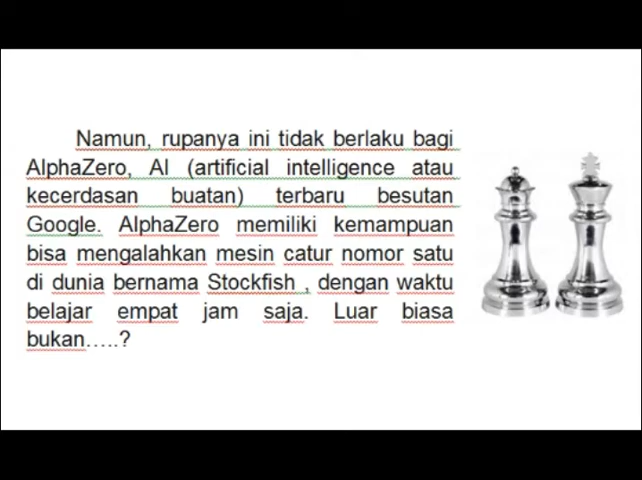 Namun, rupanya ini tidak berlaku bagi
AlphaZero, AI (artificial intelligence atau
kecerdasan buatan) terbaru besutan
Google. AlphaZero memiliki kemampuan
bisa mengalahkan mesin catur nomor satu
di dunia bernama Stockfish , dengan waktu
belajar empat jam saja. Luar biasa
bukan…..?